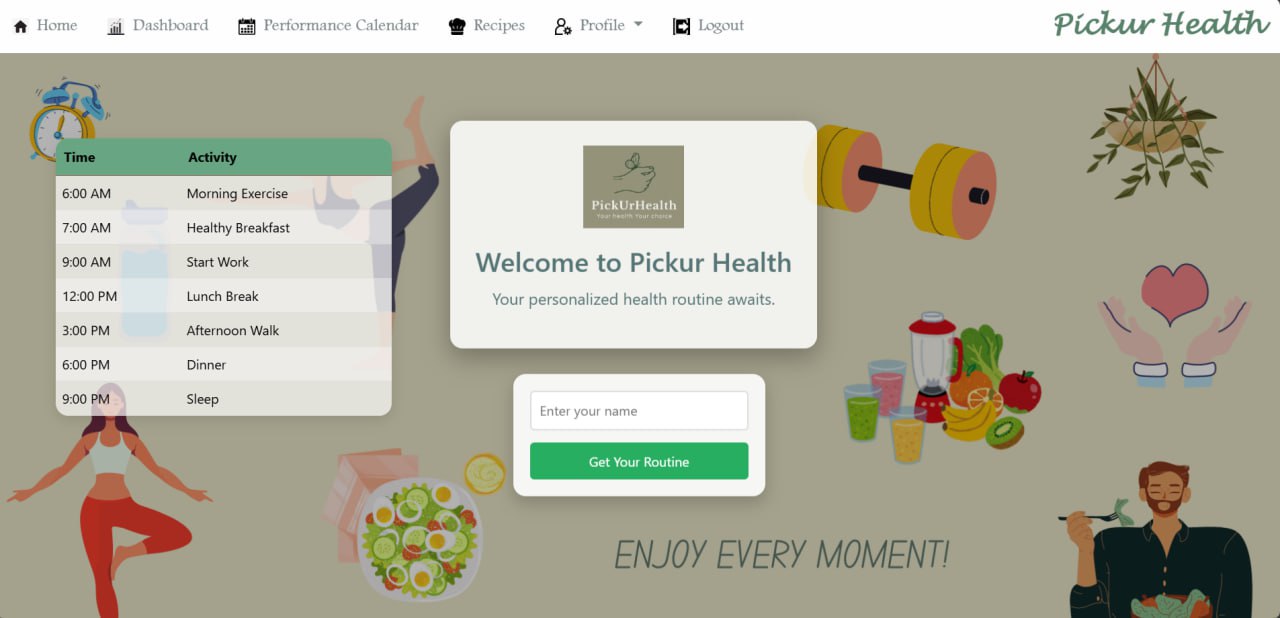 Home Dashboard Performance Calendar Recipes Profile Logout Pickur Health
Time Activity
6:00 AM Morning Exercise
7:00 AM Healthy Breakfast
9:00 AM Start Work
12:00 PM Lunch Break
3:00 PM Afternoon Walk
6:00 PM Dinner
9:00 PM Sleep
PickUrHealth
Your health Your choice
Welcome to Pickur Health
Your personalized health routine awaits.
Enter your name
Get Your Routine
ENJOY EVERY MOMENT!